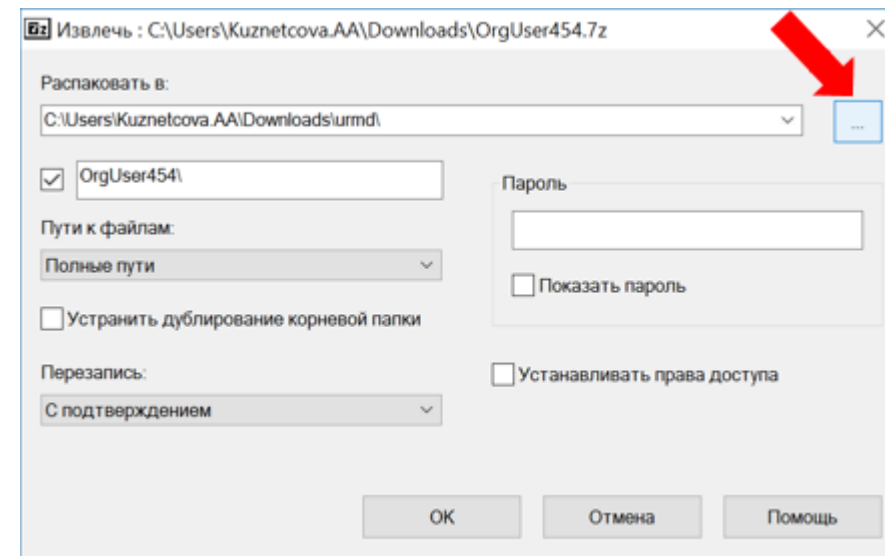 7z Извлечь : C:\Users\Kuznetcova.AA\Downloads\OrgUser454.7z
Распаковать в:
C:\Users\Kuznetcova.AA\Downloads\urmd\
...
OrgUser454\
Пароль
Пути к файлам:
Полные пути
Показать пароль
Устранить дублирование корневой папки
Перезапись:
Устанавливать права доступа
С подтверждением
OK
Отмена
Помощь